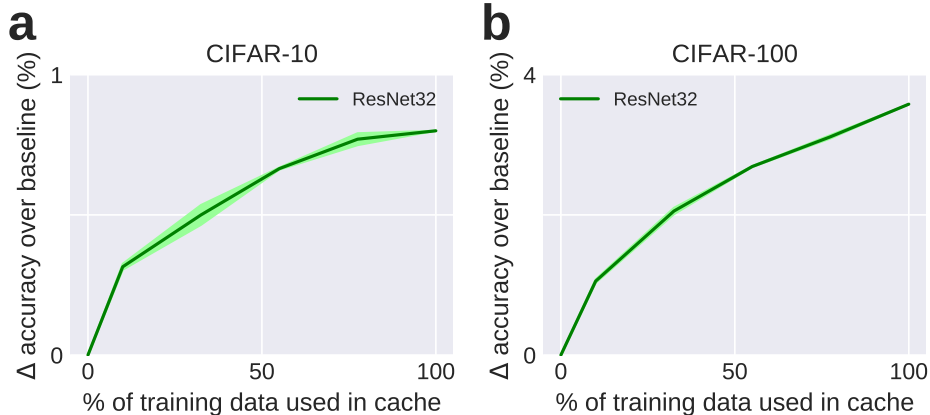 a
CIFAR-10
Δ accuracy over baseline (%)
1
0
ResNet32
0 50 100
% of training data used in cache
b
CIFAR-100
Δ accuracy over baseline (%)
4
2
0
ResNet32
0 50 100
% of training data used in cache